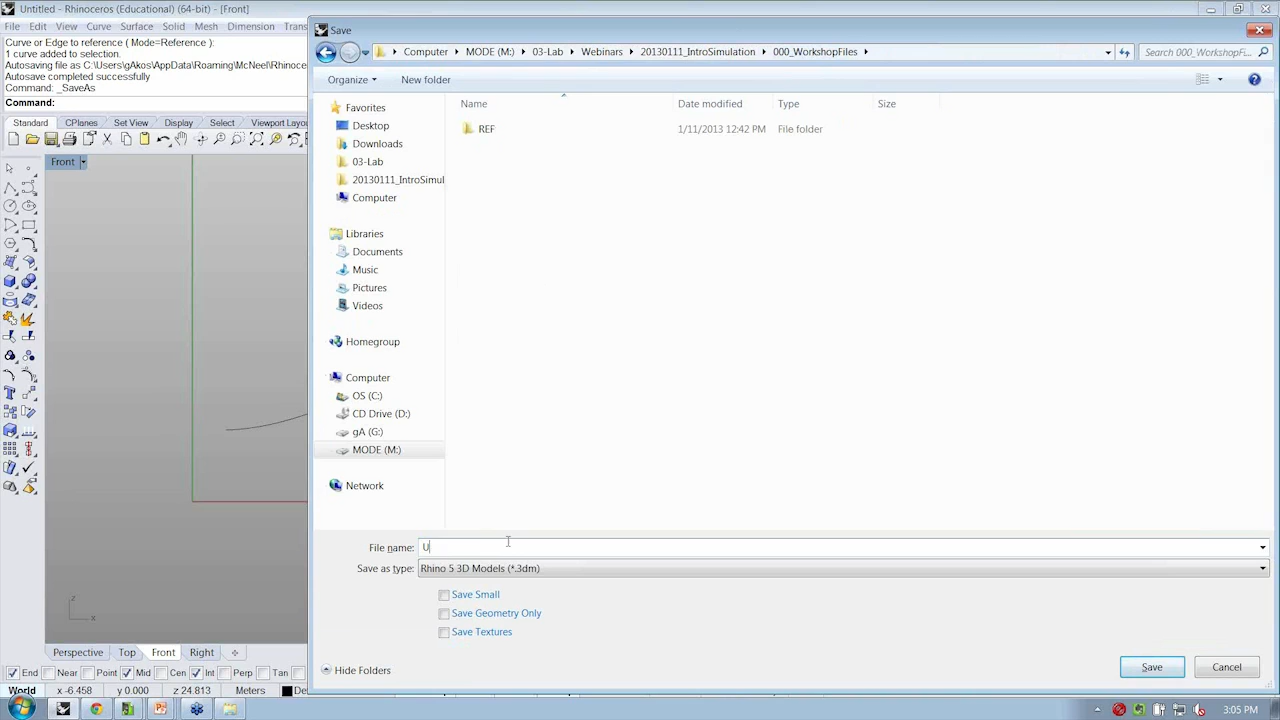 Untitled - Rhinoceros (Educational) (64-bit) - [Front]
File Edit View Curve Surface Solid Mesh Dimension Trans
Curve or Edge to reference ( Mode=Reference ):
1 curve added to selection.
Autosaving file as C:\Users\gAkos\AppData\Roaming\McNeel\Rhinoce
Autosave completed successfully
Command: _SaveAs
Command:
Standard CPlanes Set View Display Select Viewport Layou
Front
z
x
Perspective Top Front Right
End Near Point Mid Cen Int Perp Tan
World x -6.458 y 0.000 z 24.813 Meters De
Save
Computer MODE (M:) 03-Lab Webinars 20130111_IntroSimulation 000_WorkshopFiles
Search 000_WorkshopFi...
Organize New folder
Name Date modified Type Size
REF 1/11/2013 12:42 PM File folder
Favorites
Desktop
Downloads
03-Lab
20130111_IntroSimul
Computer
Libraries
Documents
Music
Pictures
Videos
Homegroup
Computer
OS (C:)
CD Drive (D:)
gA (G:)
MODE (M:)
Network
File name: U
Save as type: Rhino 5 3D Models (*.3dm)
Save Small
Save Geometry Only
Save Textures
Hide Folders
Save Cancel
3:05 PM